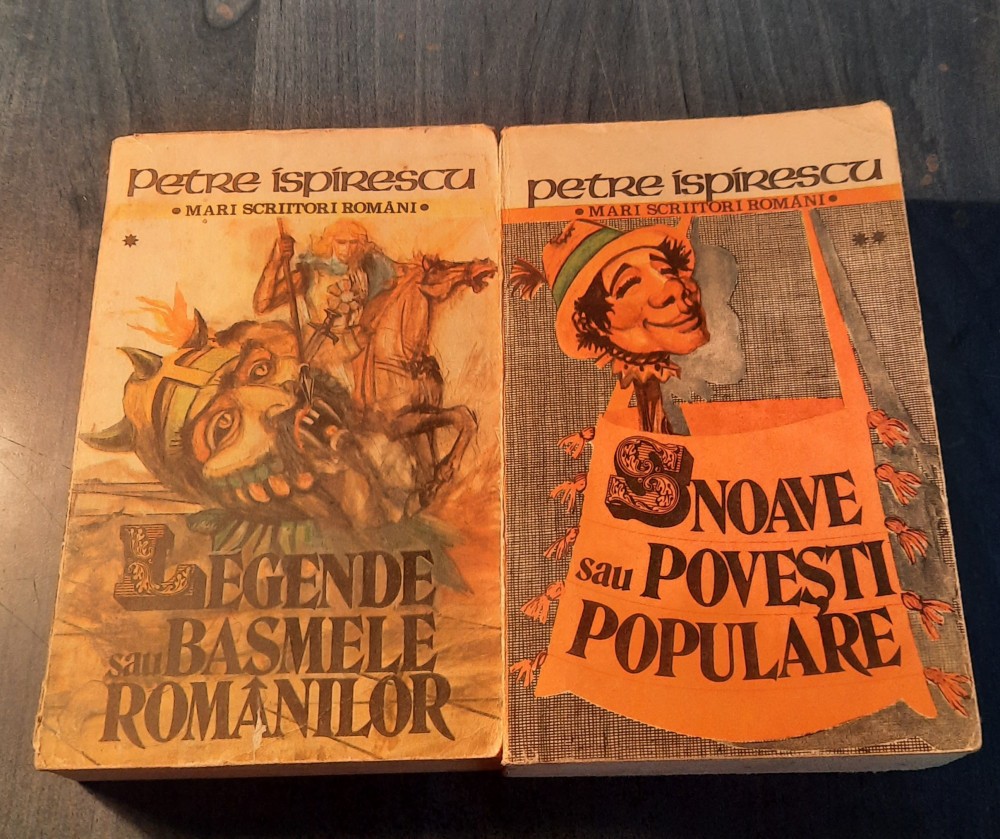 Petre ispirescu
• MARI SCRIITORI ROMÂNI •
*
LEGENDE
sau BASMELE
ROMÂNILOR
Petre ispirescu
• MARI SCRIITORI ROMÂNI •
**
SNOAVE
sau POVEȘTI
POPULARE